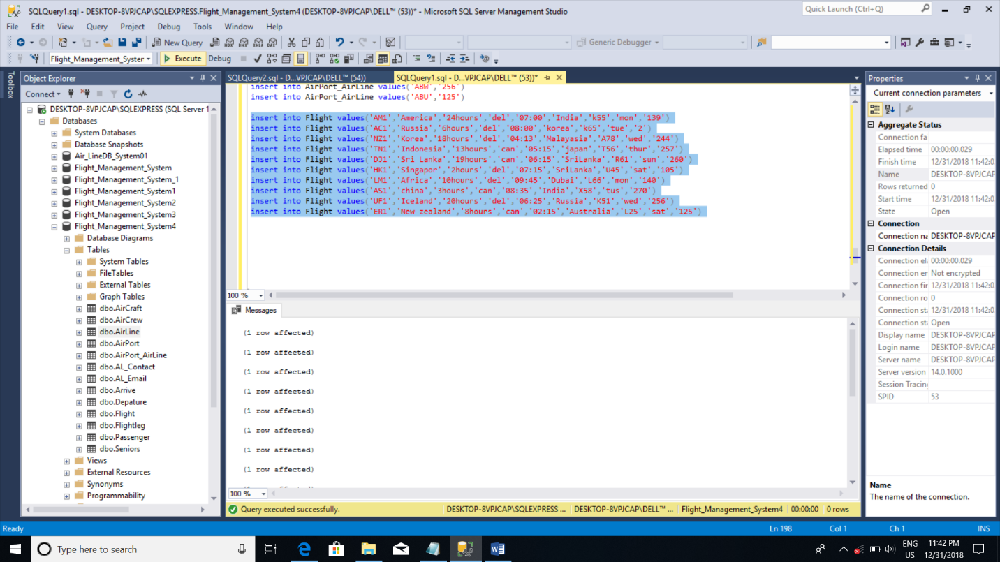 SQLQuery1.sql - DESKTOP-8VPJCAP\SQLEXPRESS.Flight_Management_System4 (DESKTOP-8VPJCAP\DELL™ (53))* - Microsoft SQL Server Management Studio
Quick Launch (Ctrl+Q)
File Edit View Query Project Debug Tools Window Help
New Query
MDX DMX XMLA DAX
Generic Debugger
Flight_Management_Syster
Execute Debug
Toolbox
Object Explorer
Connect
DESKTOP-8VPJCAP\SQLEXPRESS (SQL Server 1
Databases
System Databases
Database Snapshots
Air_LineDB_System01
Flight_Management_System
Flight_Management_System_1
Flight_Management_System1
Flight_Management_System2
Flight_Management_System3
Flight_Management_System4
Database Diagrams
Tables
System Tables
FileTables
External Tables
Graph Tables
dbo.AirCraft
dbo.AirCrew
dbo.AirLine
dbo.AirPort
dbo.AirPort_AirLine
dbo.AL_Contact
dbo.AL_Email
dbo.Arrive
dbo.Depature
dbo.Flight
dbo.Flightleg
dbo.Passenger
dbo.Seniors
Views
External Resources
Synonyms
Programmability
SQLQuery2.sql - D...VPJCAP\DELL™ (54))
SQLQuery1.sql - D...VPJCAP\DELL™ (53))*
insert into AirPort_AirLine values('ABW','256')
insert into AirPort_AirLine values('ABU','125')
insert into Flight values('AM1','America','24hours','del','07:00','India','k55','mon','139')
insert into Flight values('AC1','Russia','6hours','del','08:00','korea','k65','tue','2')
insert into Flight values('NZ1','Korea','18hours','del','04:13','Malayasia','A78','wed','244')
insert into Flight values('TN1','Indonesia','13hours','can','05:15','japan','T56','thur','257')
insert into Flight values('DJ1','Sri Lanka','19hours','can','06:15','SriLanka','R61','sun','260')
insert into Flight values('HK1','Singapor','2hours','del','07:15','SriLanka','U45','sat','105')
insert into Flight values('LM1','Africa','10hours','del','09:45','Dubai','L66','mon','140')
insert into Flight values('AS1','china','3hours','can','08:35','India','X58','tus','270')
insert into Flight values('UF1','Iceland','20hours','del','06:25','Russia','K51','wed','256')
insert into Flight values('ER1','New zealand','8hours','can','02:15','Australia','L25','sat','125')
100 %
Messages
(1 row affected)
(1 row affected)
(1 row affected)
(1 row affected)
(1 row affected)
(1 row affected)
(1 row affected)
(1 row affected)
100 %
Query executed successfully.
DESKTOP-8VPJCAP\SQLEXPRESS ... DESKTOP-8VPJCAP\DELL™ ... Flight_Management_System4 00:00:00 0 rows
Properties
Current connection parameters
Aggregate Status
Connection fa
Elapsed time 00:00:00.029
Finish time 12/31/2018 11:42:0
Name DESKTOP-8VPJCAP
Rows returned 0
Start time 12/31/2018 11:42:0
State Open
Connection
Connection na DESKTOP-8VPJCAP
Connection Details
Connection el 00:00:00.029
Connection er Not encrypted
Connection fir 12/31/2018 11:42:0
Connection ro 0
Connection st 12/31/2018 11:42:0
Connection st Open
Display name DESKTOP-8VPJCAP
Login name DESKTOP-8VPJCAP
Server name DESKTOP-8VPJCAP
Server version 14.0.1000
Session Tracin
SPID 53
Name
The name of the connection.
Ready
Ln 198 Col 1 Ch 1 INS
Type here to search
ENG
US
11:42 PM
12/31/2018